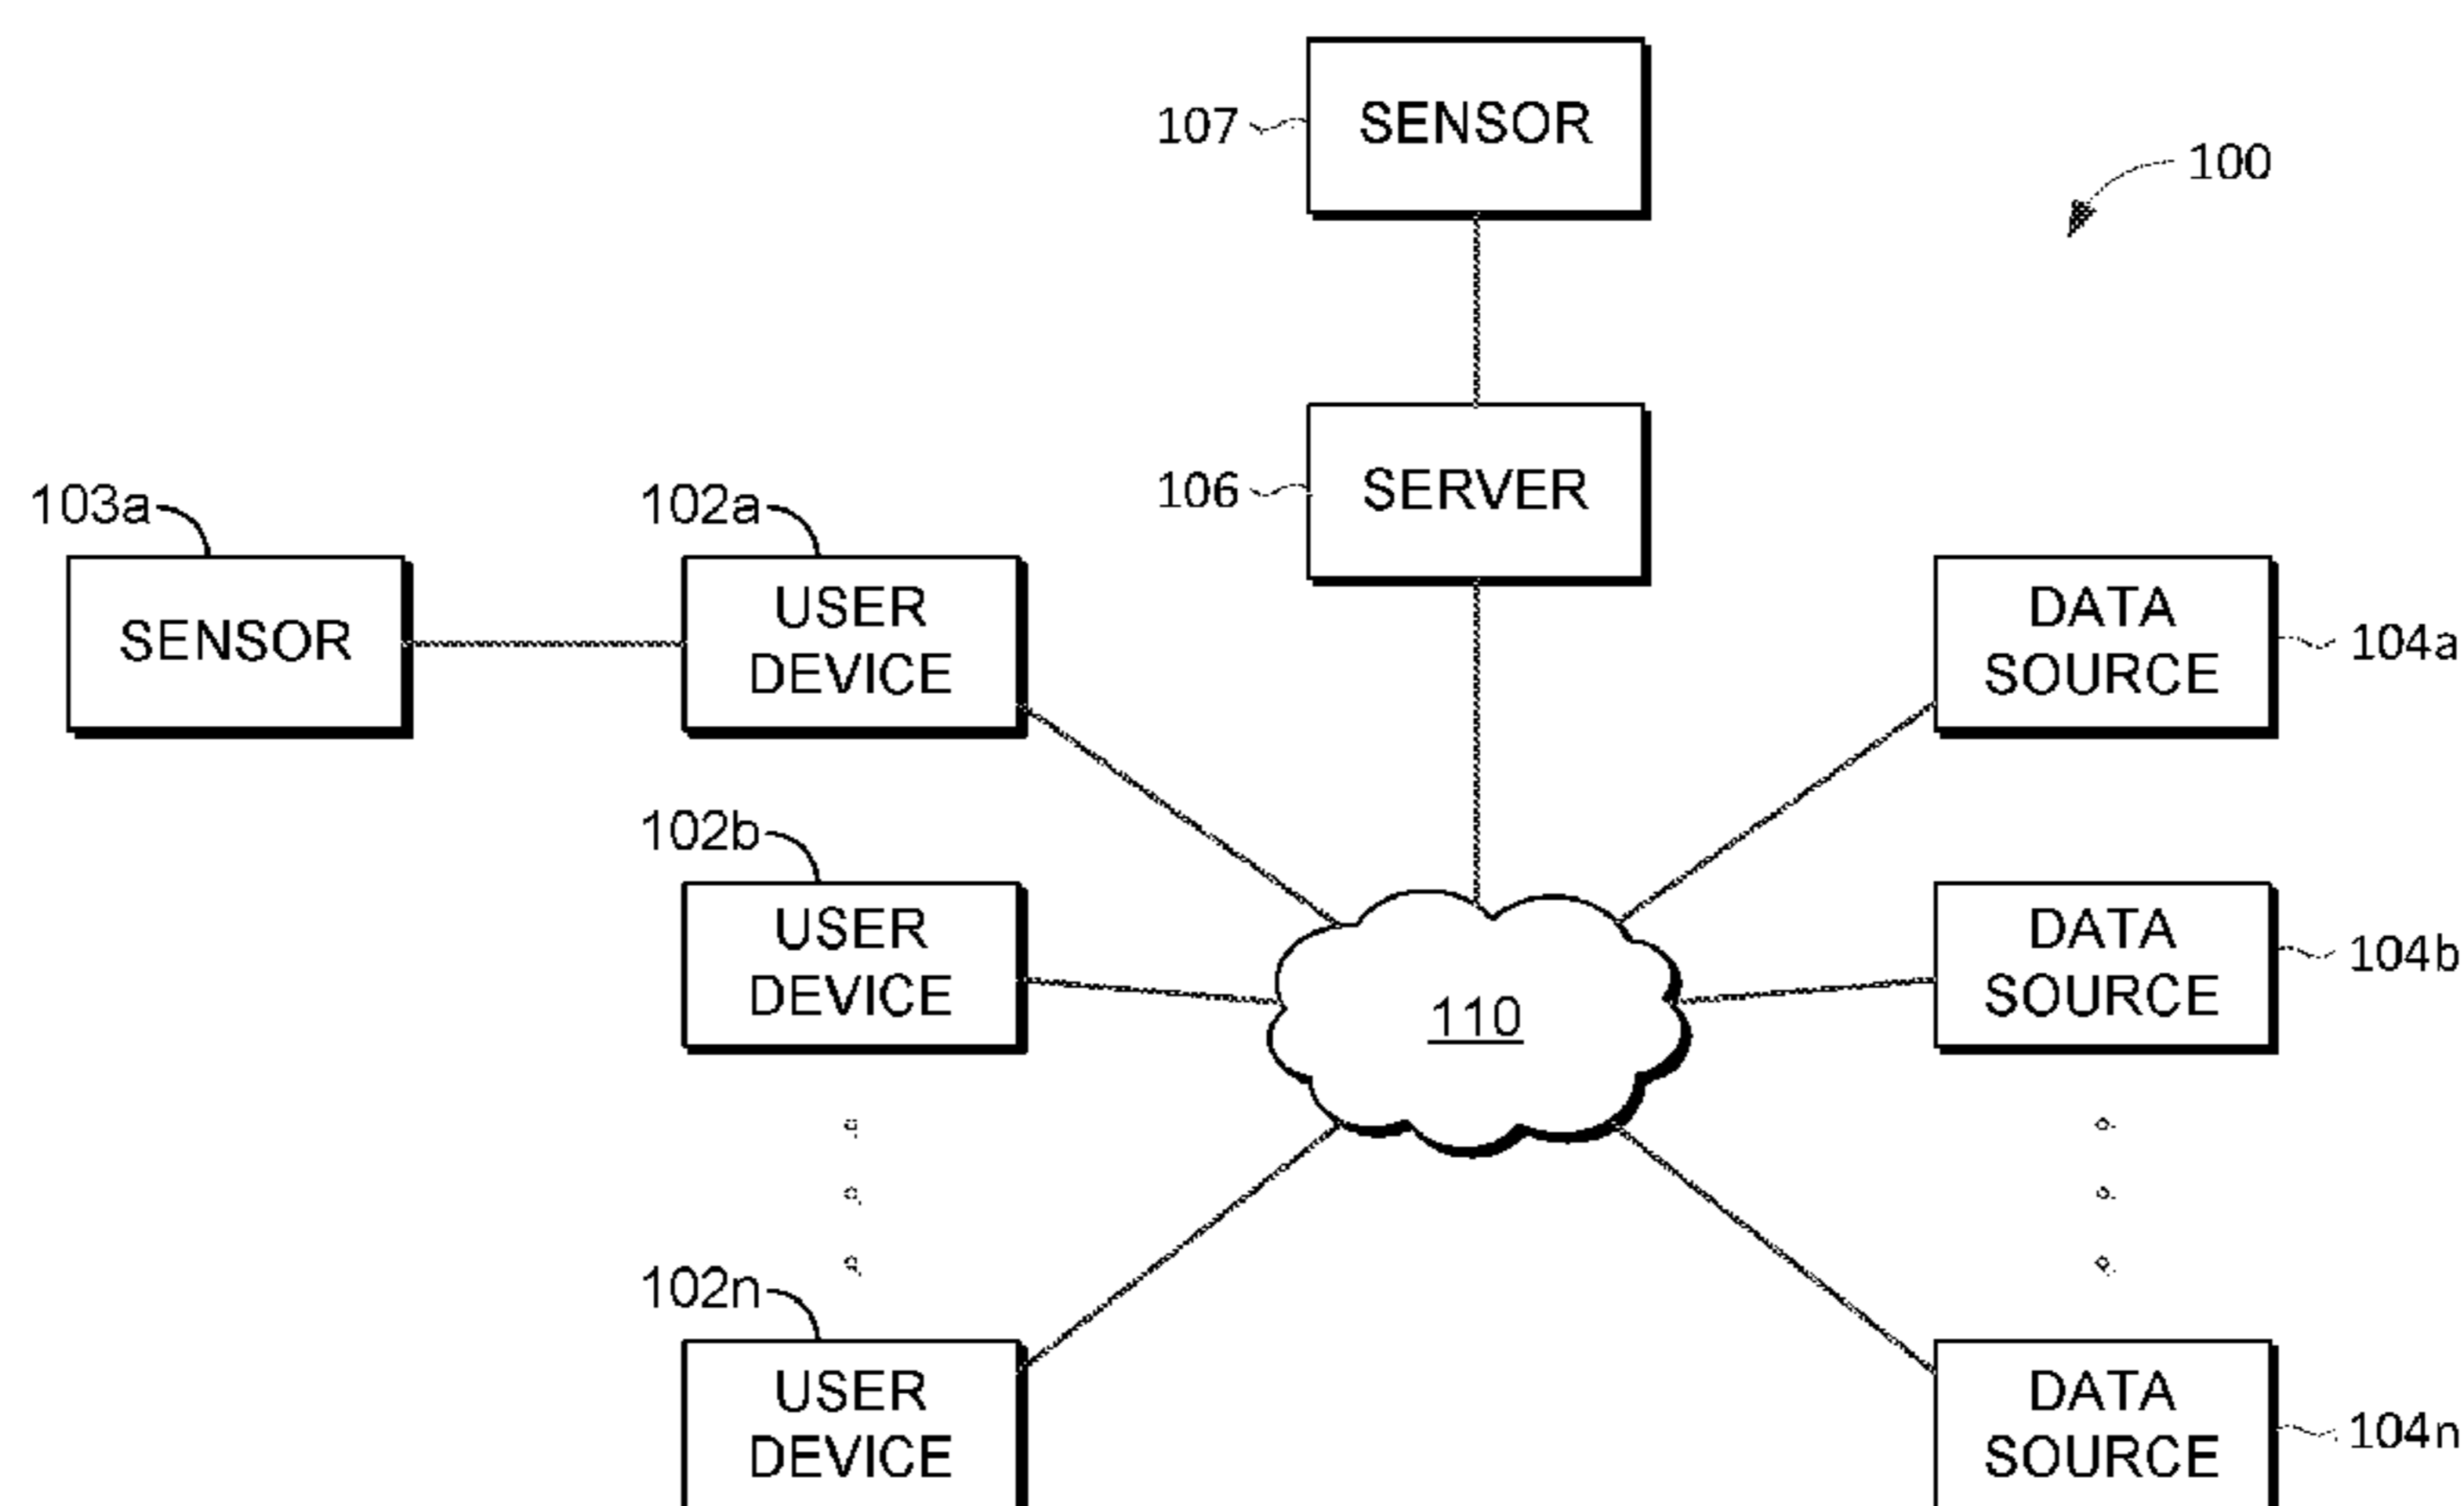 107
SENSOR
100
103a
102a
106
SERVER
SENSOR
USER
DEVICE
DATA
SOURCE
104a
102b
USER
DEVICE
110
DATA
SOURCE
104b
102n
USER
DEVICE
DATA
SOURCE
104n